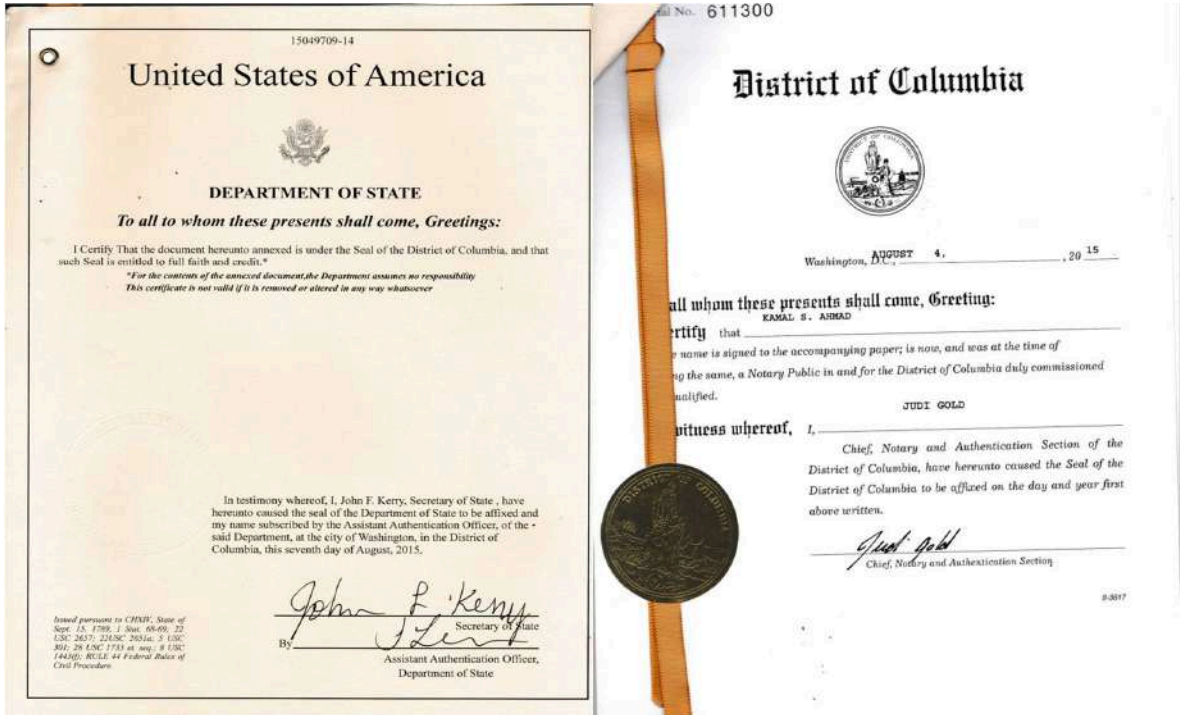 15049709-14
United States of America
DEPARTMENT OF STATE
To all to whom these presents shall come, Greetings:
I Certify That the document hereunto annexed is under the Seal of the District of Columbia, and that
such Seal is entitled to full faith and credit.*
*For the contents of the annexed document,the Department assumes no responsibility
This certificate is not valid if it is removed or altered in any way whatsoever
In testimony whereof, I, John F. Kerry, Secretary of State , have
hereunto caused the seal of the Department of State to be affixed and
my name subscribed by the Assistant Authentication Officer, of the
said Department, at the city of Washington, in the District of
Columbia, this seventh day of August, 2015.
John F. Kerry
Secretary of State
By
Assistant Authentication Officer,
Department of State
Issued pursuant to CHXIV, State of
Sept. 15, 1789, 1 Stat. 68-69; 22
USC 2657; 22USC 2651a; 5 USC
301; 28 USC 1733 et. seq.; 8 USC
1443(f); RULE 44 Federal Rules of
Civil Procedure
ial No. 611300
District of Columbia
DISTRICT OF COLUMBIA
Washington, D.C., AUGUST 4, , 20 15
all whom these presents shall come, Greeting:
KAMAL S. AHMAD
ertify that
e name is signed to the accompanying paper; is now, and was at the time of
ng the same, a Notary Public in and for the District of Columbia duly commissioned
ualified.
JUDI GOLD
witness whereof, I,
Chief, Notary and Authentication Section of the
District of Columbia, have hereunto caused the Seal of the
District of Columbia to be affixed on the day and year first
above written.
Judi Gold
Chief, Notary and Authentication Section
DISTRICT OF COLUMBIA